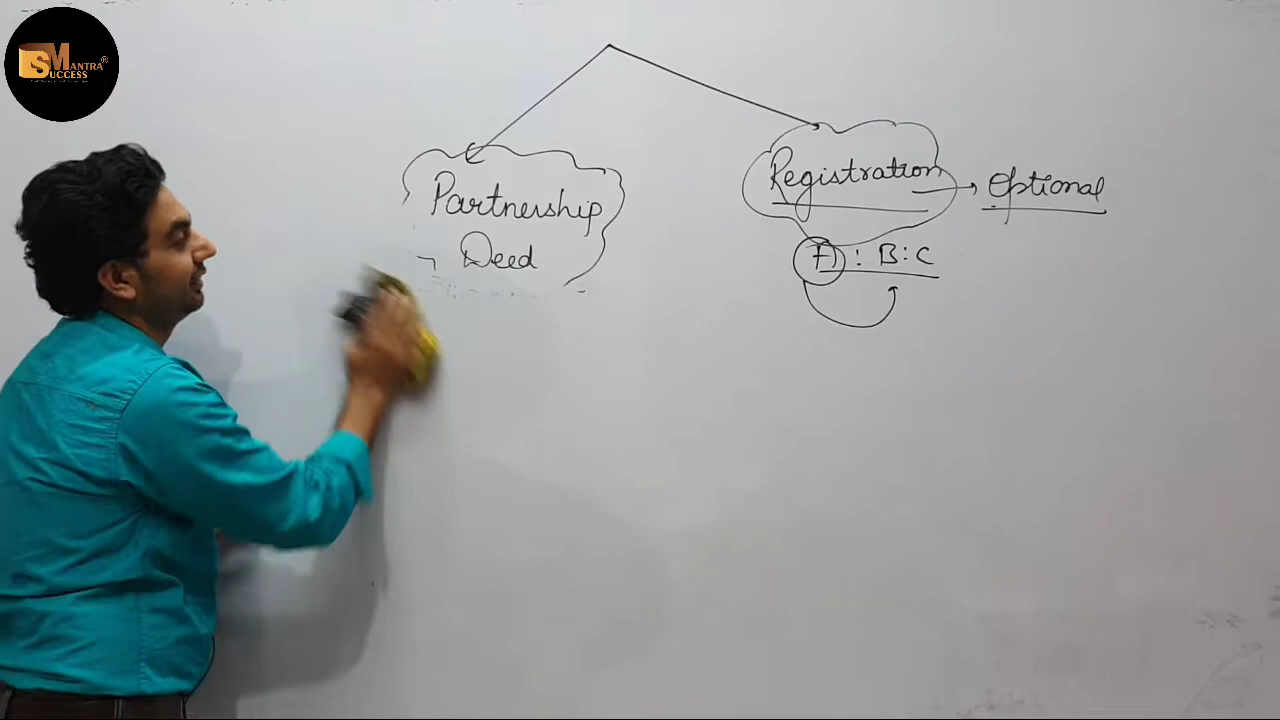 MANTRA®
SUCCESS
Partnership
Deed
Registration → Optional
A : B : C